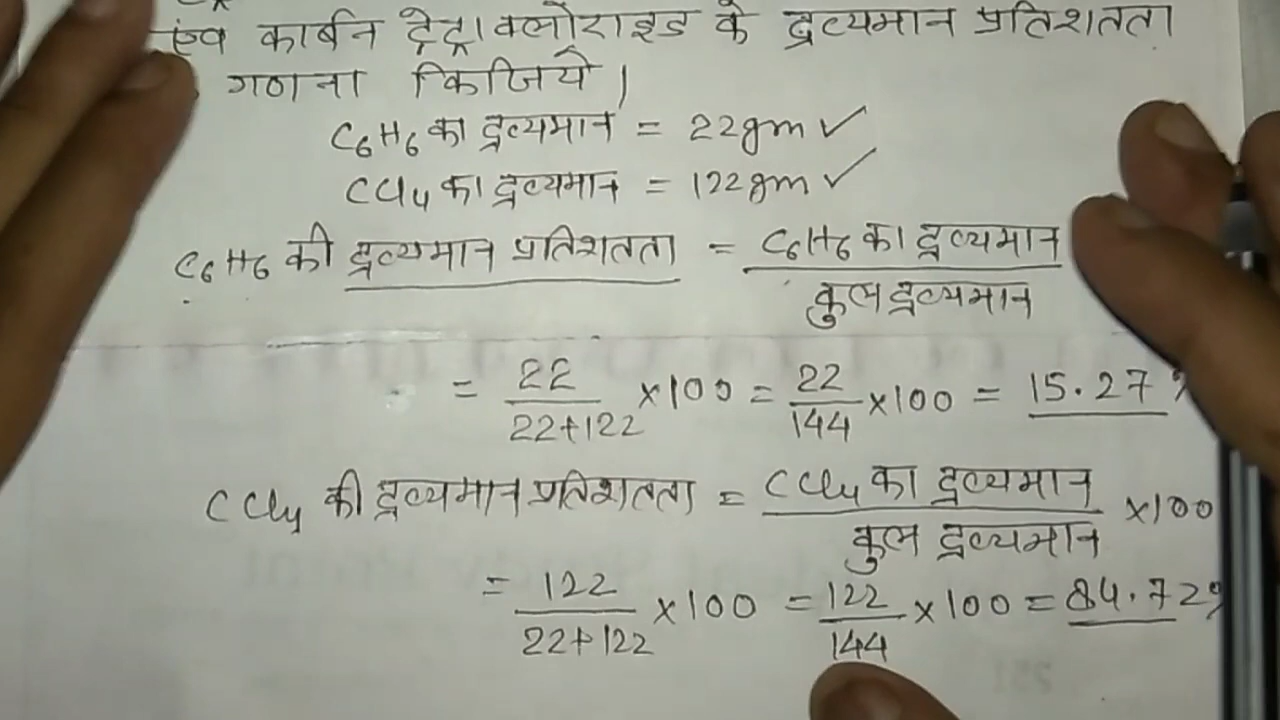 एंव कार्बन ट्रेट्राक्लोराइड के द्रव्यमान प्रतिशतता
गणना किजिये।
C₆H₆ का द्रव्यमान = 22gm ✓
CCl₄ का द्रव्यमान = 122gm ✓
C₆H₆ की द्रव्यमान प्रतिशतता = C₆H₆ का द्रव्यमान
कुल द्रव्यमान
= 22/22+122 ×100 = 22/144 ×100 = 15.27 %
CCl₄ की द्रव्यमान प्रतिशतता = CCl₄ का द्रव्यमान ×100
कुल द्रव्यमान
= 122/22+122 ×100 = 122/144 ×100 = 84.72%